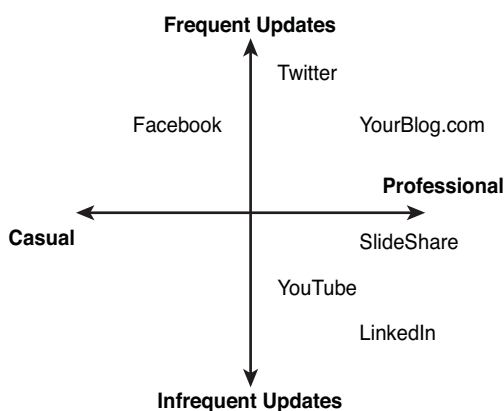 Frequent Updates
Twitter
Facebook
YourBlog.com
Professional
Casual
SlideShare
YouTube
LinkedIn
Infrequent Updates